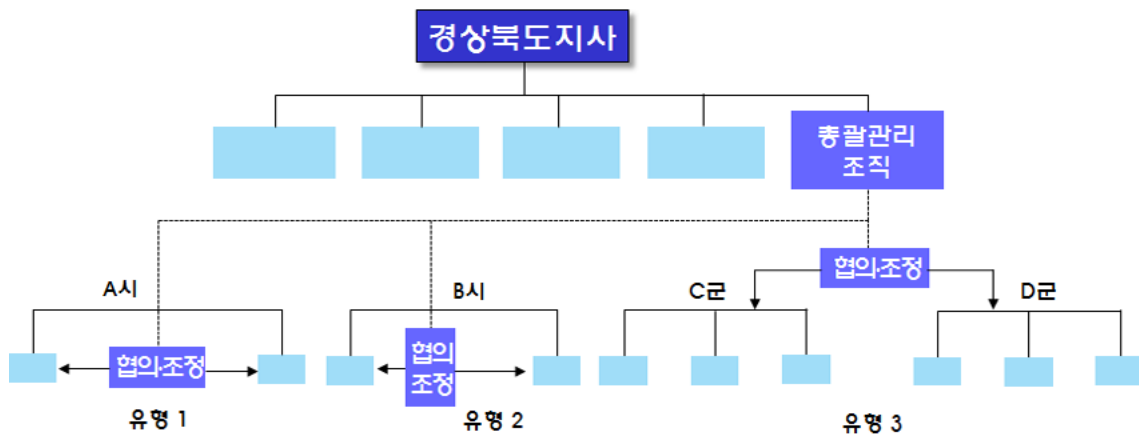 경상북도지사
총괄관리
조직
협의·조정
A시
B시
C군
D군
협의·조정
협의
조정
유형 1
유형 2
유형 3